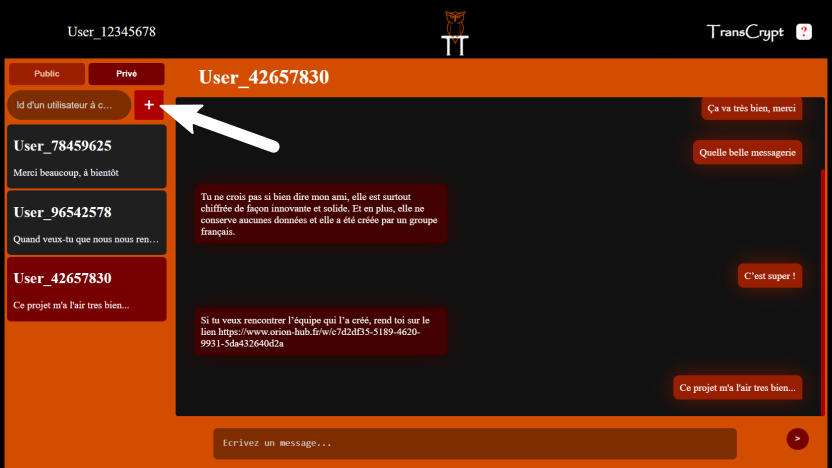 User_12345678
TT
TransCrypt
?
Public
Privé
User_42657830
Id d'un utilisateur à c...
+
User_78459625
Merci beaucoup, à bientôt
User_96542578
Quand veux-tu que nous nous ren...
User_42657830
Ce projet m'a l'air tres bien...
Ça va très bien, merci
Quelle belle messagerie
Tu ne crois pas si bien dire mon ami, elle est surtout
chiffrée de façon innovante et solide. Et en plus, elle ne
conserve aucunes données et elle a été créée par un groupe
français.
C'est super !
Si tu veux rencontrer l'équipe qui l'a créé, rend toi sur le
lien https://www.orion-hub.fr/w/c7d2df35-5189-4620-
9931-5da432640d2a
Ce projet m'a l'air tres bien...
Ecrivez un message...
>